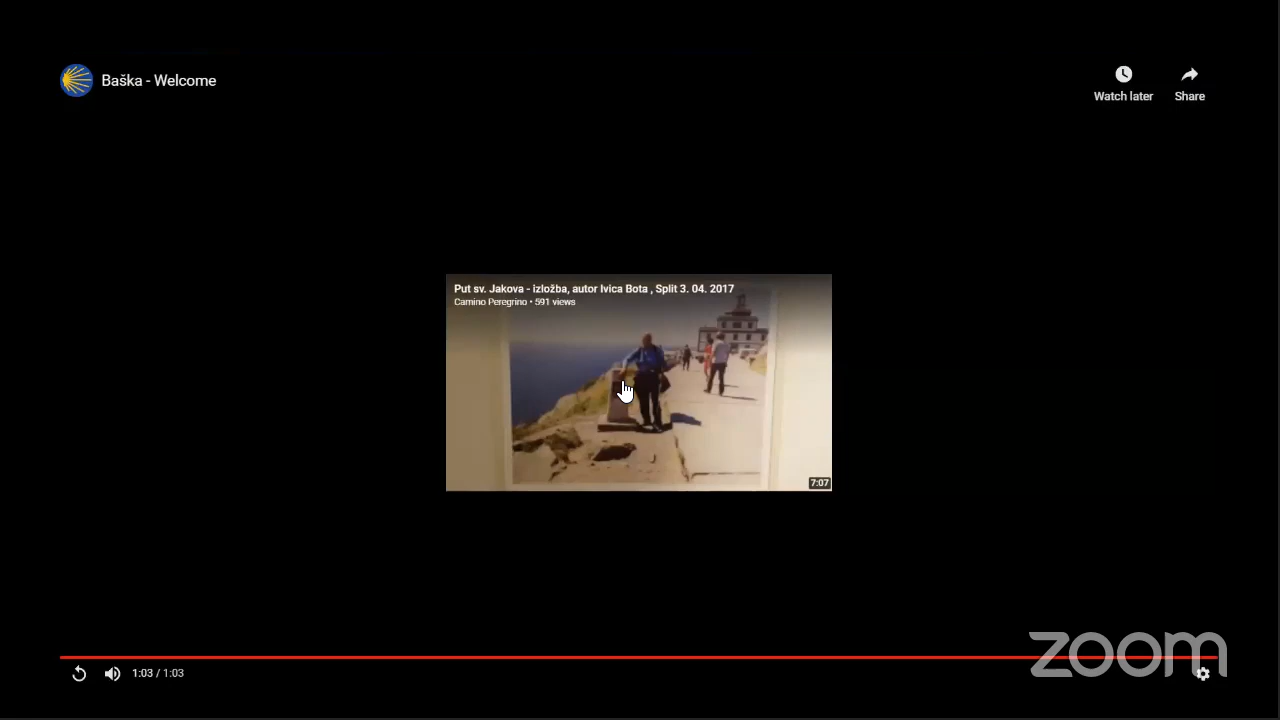 Baška - Welcome
Watch later
Share
Put sv. Jakova - izložba, autor Ivica Bota , Split 3. 04. 2017
Camino Peregrino • 591 views
7:07
zoom
1:03 / 1:03